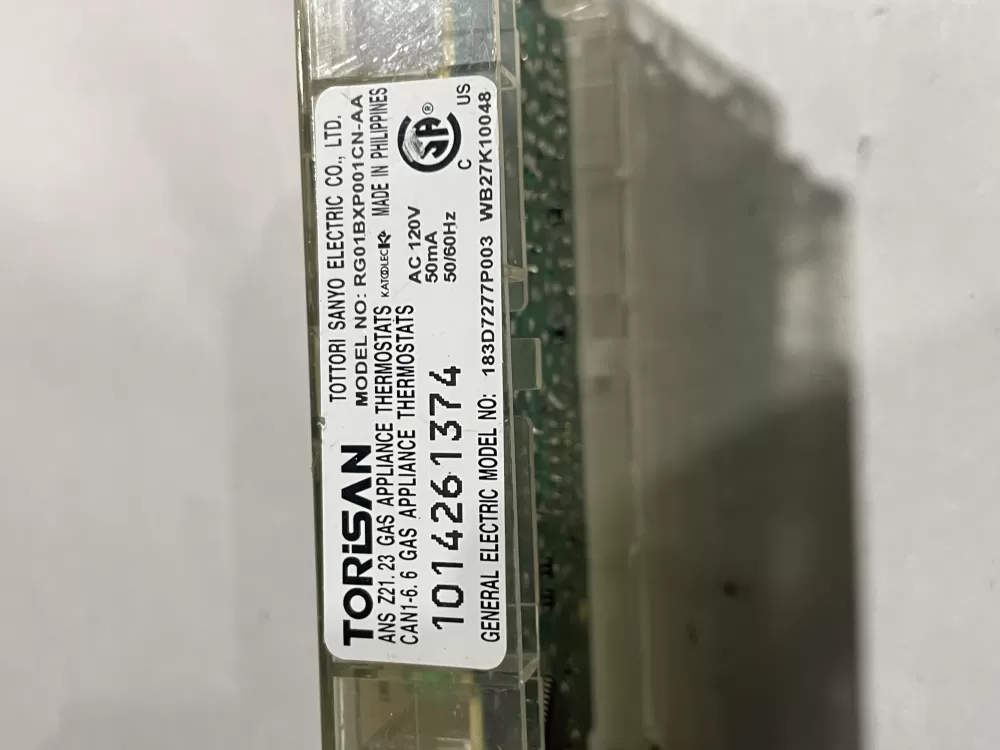 TORiSAN
TOTTORI SANYO ELECTRIC CO., LTD.
MODEL NO: RG01BXP001CN-AA
ANS Z21.23 GAS APPLIANCE THERMOSTATS KATOOLECK MADE IN PHILIPPINES
CAN1-6.6 GAS APPLIANCE THERMOSTATS
1014261374
AC 120V
50mA
50/60Hz
SA ®
C US
GENERAL ELECTRIC MODEL NO: 183D7277P003 WB27K10048